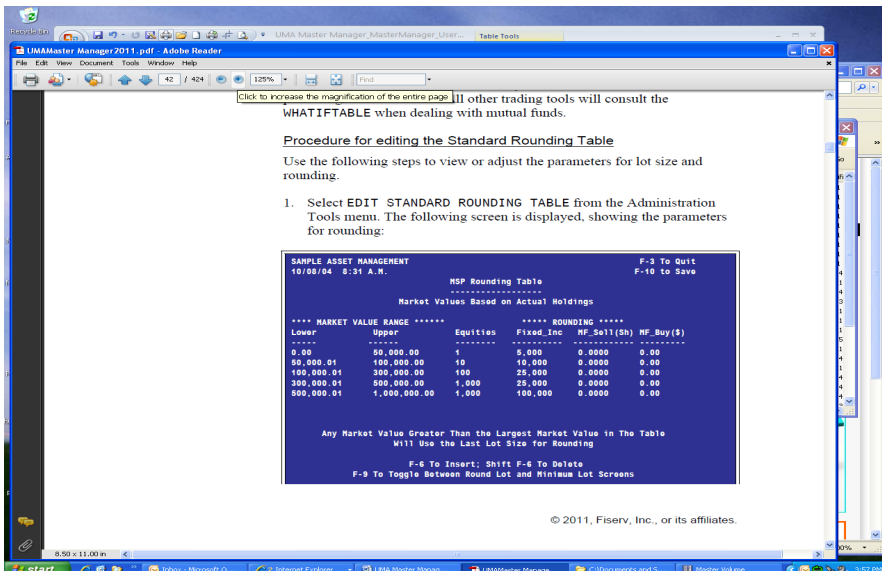 Recycle Bin
UMA Master Manager_MasterManager_User...
Table Tools
UMAMaster Manager2011.pdf - Adobe Reader
File Edit View Document Tools Window Help
42 / 424
125%
Find
Click to increase the magnification of the entire page
all other trading tools will consult the
WHATIFTABLE when dealing with mutual funds.
Procedure for editing the Standard Rounding Table
Use the following steps to view or adjust the parameters for lot size and
rounding.
1. Select EDIT STANDARD ROUNDING TABLE from the Administration
Tools menu. The following screen is displayed, showing the parameters
for rounding:
SAMPLE ASSET MANAGEMENT F-3 To Quit
10/08/04 8:31 A.M. F-10 to Save
MSP Rounding Table
------------------
Market Values Based on Actual Holdings
**** MARKET VALUE RANGE ****** ***** ROUNDING *****
Lower Upper Equities Fixed_Inc MF_Sell(Sh) MF_Buy($)
----- ------ -------- ---------- ------------ ---------
0.00 50,000.00 1 5,000 0.0000 0.00
50,000.01 100,000.00 10 10,000 0.0000 0.00
100,000.01 300,000.00 100 25,000 0.0000 0.00
300,000.01 500,000.00 1,000 25,000 0.0000 0.00
500,000.01 1,000,000.00 1,000 100,000 0.0000 0.00
Any Market Value Greater Than the Largest Market Value in The Table
Will Use the Last Lot Size for Rounding
F-6 To Insert; Shift F-6 To Delete
F-9 To Toggle Between Round Lot and Minimum Lot Screens
© 2011, Fiserv, Inc., or its affiliates.
8.50 x 11.00 in
start
Inbox - Microsoft O...
2 Internet Explorer
UMA Master Manag...
UMAMaster Manage...
C:\Documents and S...
Master Volume
3:57 PM